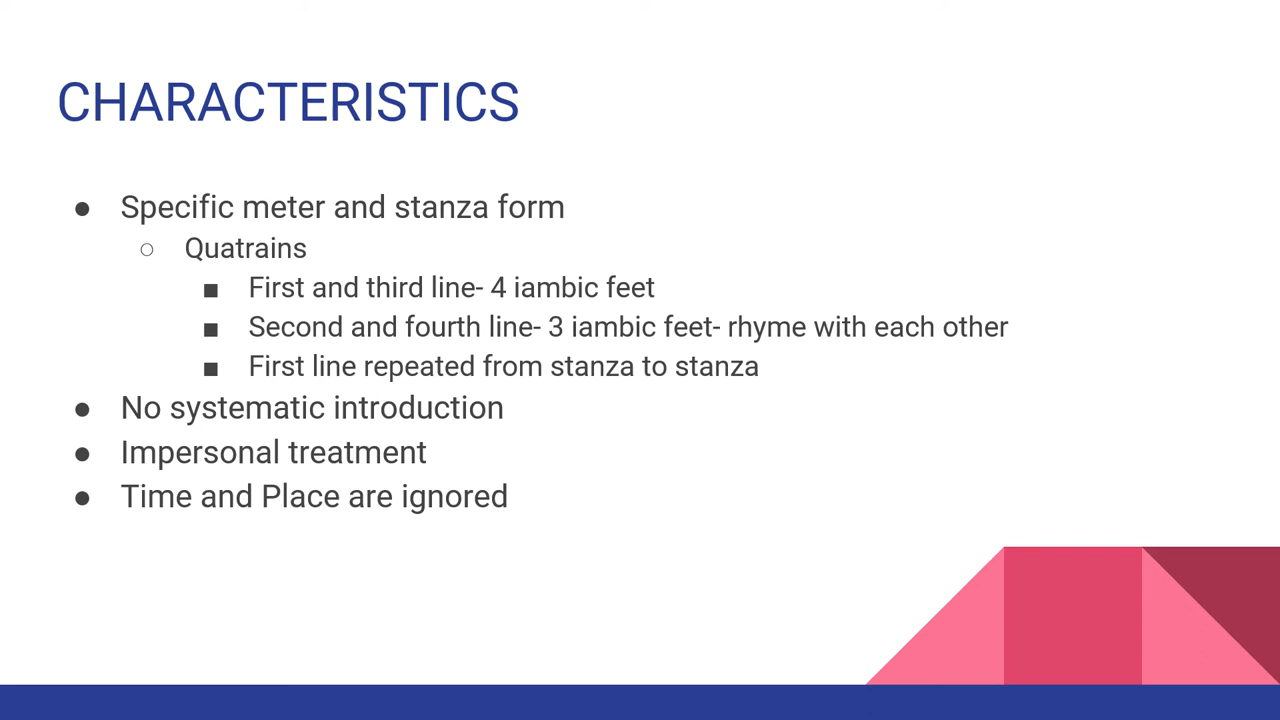 CHARACTERISTICS
● Specific meter and stanza form
○ Quatrains
■ First and third line- 4 iambic feet
■ Second and fourth line- 3 iambic feet- rhyme with each other
■ First line repeated from stanza to stanza
● No systematic introduction
● Impersonal treatment
● Time and Place are ignored